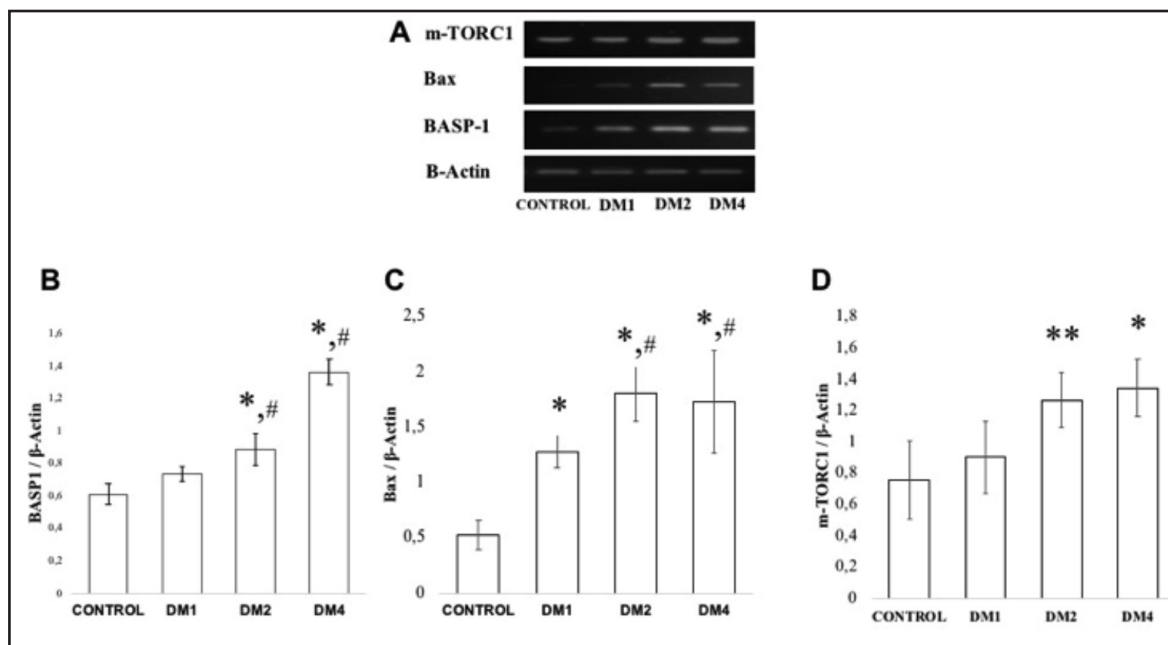 A
m-TORC1
Bax
BASP-1
B-Actin
CONTROL DM1 DM2 DM4
B
BASP1 / β-Actin
1,6
1,4
1,2
1
0,8
0,6
0,4
0,2
0
*,#
*,#
CONTROL DM1 DM2 DM4
C
Bax / β-Actin
2,5
2
1,5
1
0,5
0
*
*,#
*,#
CONTROL DM1 DM2 DM4
D
m-TORC1 / β-Actin
1,8
1,6
1,4
1,2
1
0,8
0,6
0,4
0,2
0
**
*
CONTROL DM1 DM2 DM4